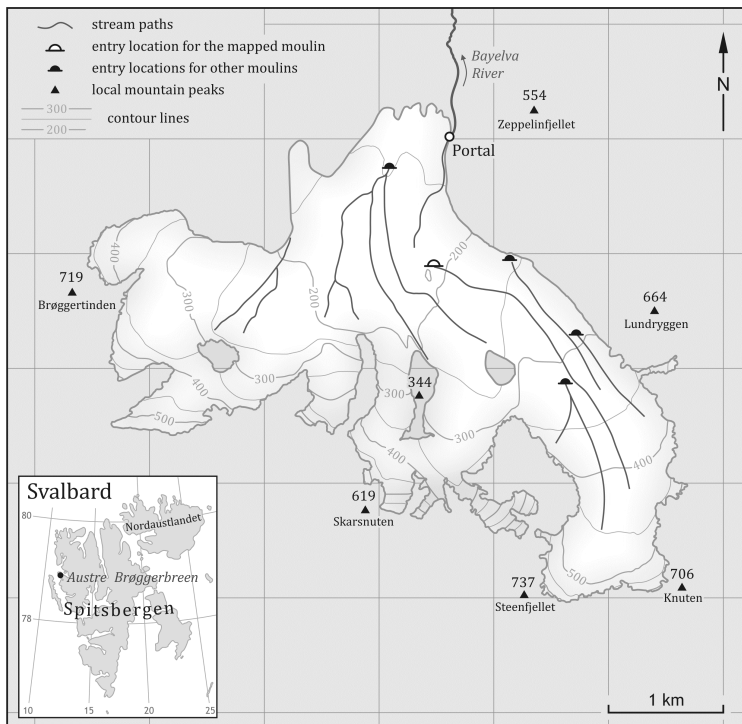 stream paths
entry location for the mapped moulin
entry locations for other moulins
local mountain peaks
300
200
contour lines
Bayelva
River
N
554
Zeppelinfjellet
Portal
400
719
Brøggertinden
300
200
200
664
Lundryggen
344
300
400
500
300
300
400
400
619
Skarsnuten
500
737
Steenfjellet
706
Knuten
1 km
Svalbard
80
Nordaustlandet
Austre Brøggerbreen
Spitsbergen
78
10
15
20
25